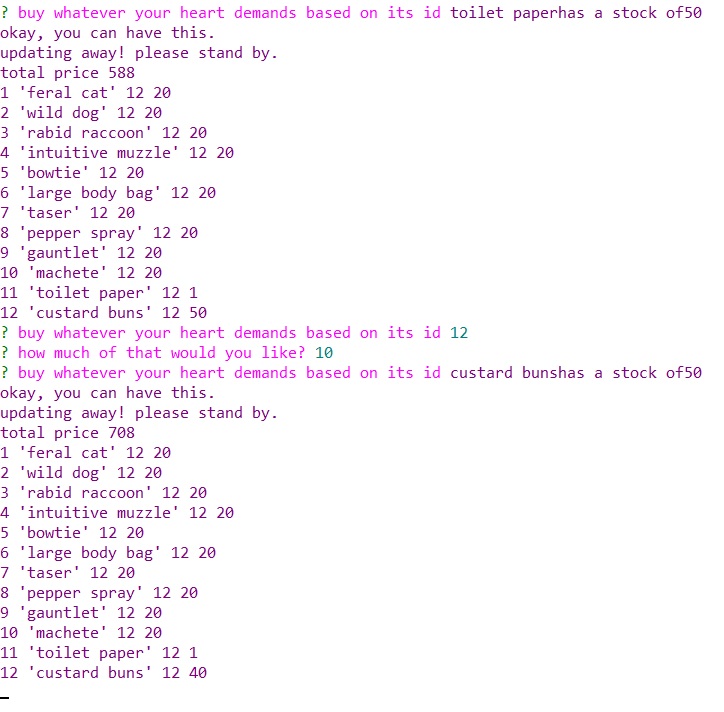 ? buy whatever your heart demands based on its id toilet paperhas a stock of50
okay, you can have this.
updating away! please stand by.
total price 588
1 'feral cat' 12 20
2 'wild dog' 12 20
3 'rabid raccoon' 12 20
4 'intuitive muzzle' 12 20
5 'bowtie' 12 20
6 'large body bag' 12 20
7 'taser' 12 20
8 'pepper spray' 12 20
9 'gauntlet' 12 20
10 'machete' 12 20
11 'toilet paper' 12 1
12 'custard buns' 12 50
? buy whatever your heart demands based on its id 12
? how much of that would you like? 10
? buy whatever your heart demands based on its id custard bunshas a stock of50
okay, you can have this.
updating away! please stand by.
total price 708
1 'feral cat' 12 20
2 'wild dog' 12 20
3 'rabid raccoon' 12 20
4 'intuitive muzzle' 12 20
5 'bowtie' 12 20
6 'large body bag' 12 20
7 'taser' 12 20
8 'pepper spray' 12 20
9 'gauntlet' 12 20
10 'machete' 12 20
11 'toilet paper' 12 1
12 'custard buns' 12 40